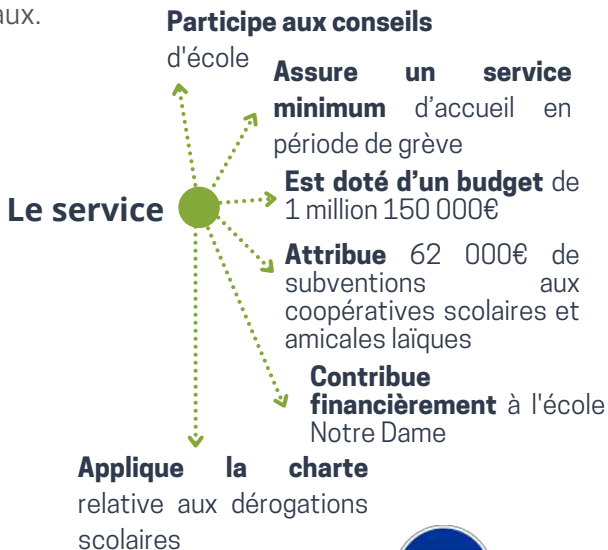 aux.
Participe aux conseils
d'école
Assure un service
minimum d'accueil en
période de grève
Le service
Est doté d'un budget de
1 million 150 000€
Attribue 62 000€ de
subventions aux
coopératives scolaires et
amicales laïques
Contribue
financièrement à l'école
Notre Dame
Applique la charte
relative aux dérogations
scolaires